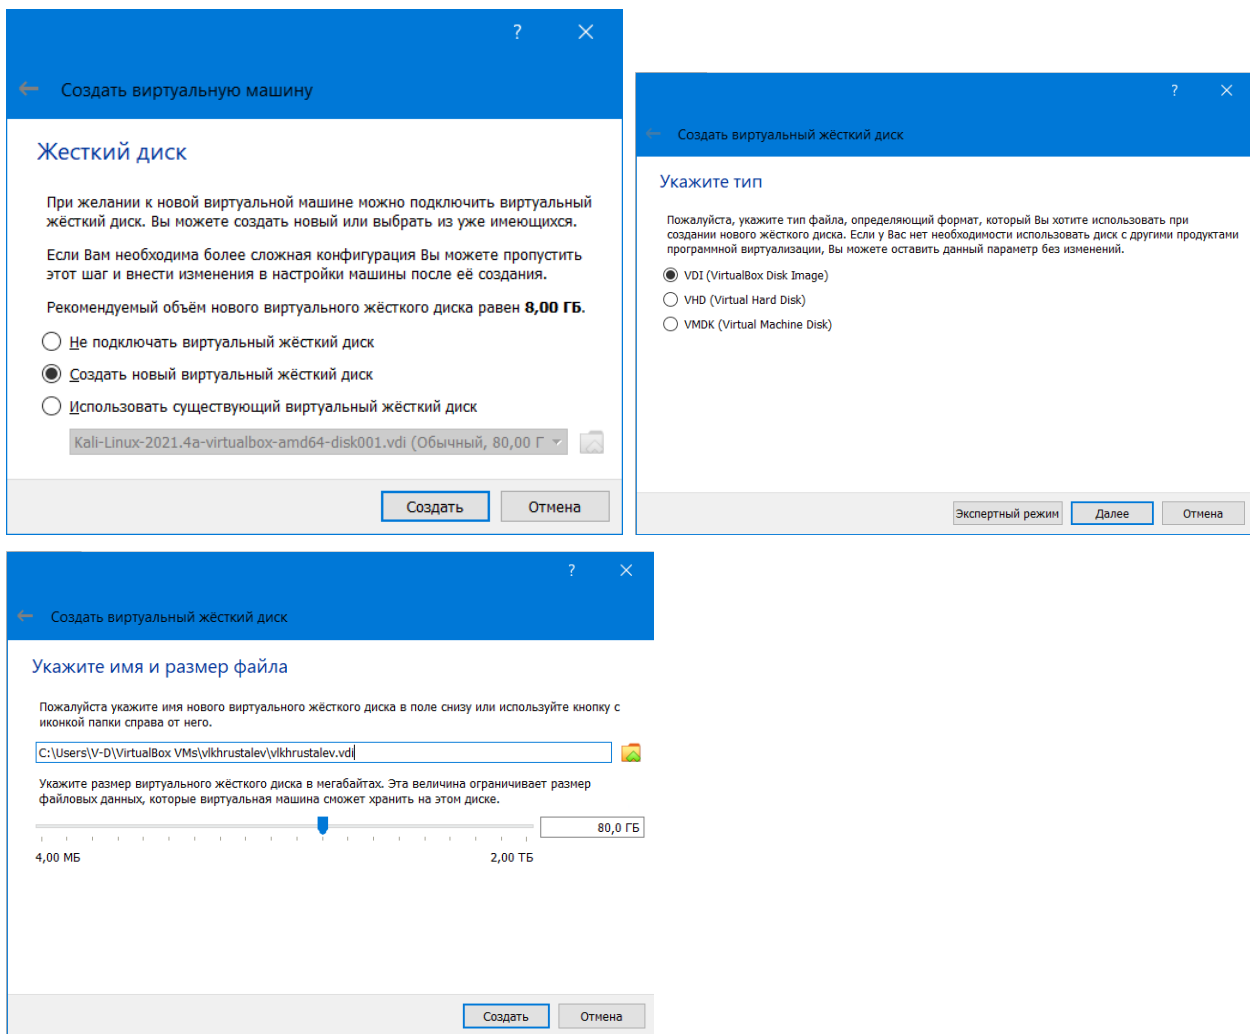 ?
Создать виртуальную машину
Жесткий диск
При желании к новой виртуальной машине можно подключить виртуальный
жёсткий диск. Вы можете создать новый или выбрать из уже имеющихся.
Если Вам необходима более сложная конфигурация Вы можете пропустить
этот шаг и внести изменения в настройки машины после её создания.
Рекомендуемый объём нового виртуального жёсткого диска равен 8,00 ГБ.
Не подключать виртуальный жёсткий диск
Создать новый виртуальный жёсткий диск
Использовать существующий виртуальный жёсткий диск
Kali-Linux-2021.4a-virtualbox-amd64-disk001.vdi (Обычный, 80,00 Г
Создать Отмена
?
Создать виртуальный жёсткий диск
Укажите тип
Пожалуйста, укажите тип файла, определяющий формат, который Вы хотите использовать при
создании нового жёсткого диска. Если у Вас нет необходимости использовать диск с другими продуктами
программной виртуализации, Вы можете оставить данный параметр без изменений.
VDI (VirtualBox Disk Image)
VHD (Virtual Hard Disk)
VMDK (Virtual Machine Disk)
Экспертный режим Далее Отмена
?
Создать виртуальный жёсткий диск
Укажите имя и размер файла
Пожалуйста укажите имя нового виртуального жёсткого диска в поле снизу или используйте кнопку с
иконкой папки справа от него.
C:\Users\V-D\VirtualBox VMs\vlkhrustalev\vlkhrustalev.vdi
Укажите размер виртуального жёсткого диска в мегабайтах. Эта величина ограничивает размер
файловых данных, которые виртуальная машина сможет хранить на этом диске.
80,0 ГБ
4,00 МБ 2,00 ТБ
Создать Отмена